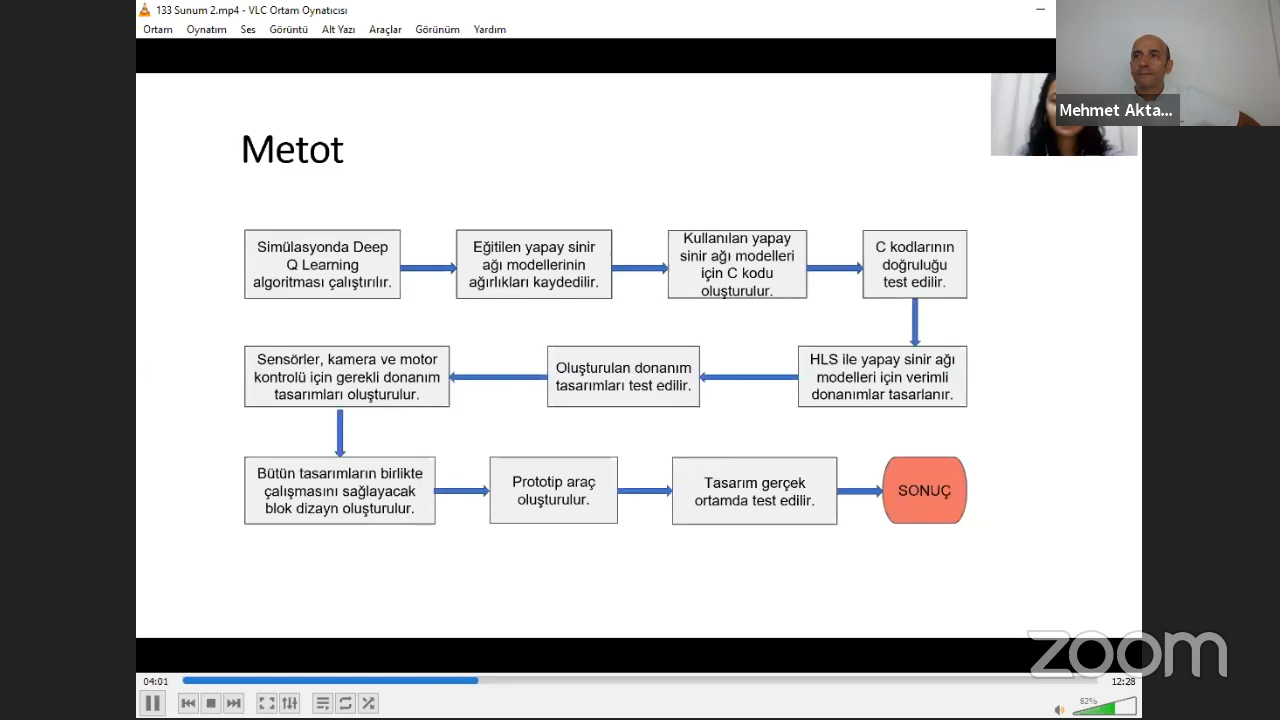 133 Sunum 2.mp4 - VLC Ortam Oynatıcısı
Ortam Oynatım Ses Görüntü Alt Yazı Araçlar Görünüm Yardım
Mehmet Akta...
Metot
Simülasyonda Deep
Q Learning
algoritması çalıştırılır.
Eğitilen yapay sinir
ağı modellerinin
ağırlıkları kaydedilir.
Kullanılan yapay
sinir ağı modelleri
için C kodu
oluşturulur.
C kodlarının
doğruluğu
test edilir.
HLS ile yapay sinir ağı
modelleri için verimli
donanımlar tasarlanır.
Oluşturulan donanım
tasarımları test edilir.
Sensörler, kamera ve motor
kontrolü için gerekli donanım
tasarımları oluşturulur.
Bütün tasarımların birlikte
çalışmasını sağlayacak
blok dizayn oluşturulur.
Prototip araç
oluşturulur.
Tasarım gerçek
ortamda test edilir.
SONUÇ
zoom
04:01
12:28
62%